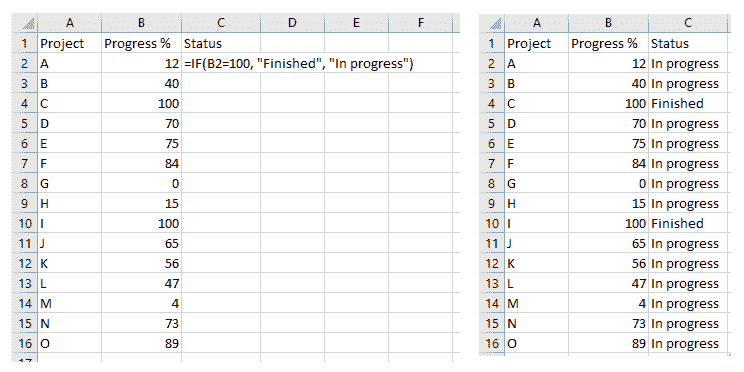 A B C D E F
1 Project Progress % Status
2 A 12 =IF(B2=100, "Finished", "In progress")
3 B 40
4 C 100
5 D 70
6 E 75
7 F 84
8 G 0
9 H 15
10 I 100
11 J 65
12 K 56
13 L 47
14 M 4
15 N 73
16 O 89
17
A B C
1 Project Progress % Status
2 A 12 In progress
3 B 40 In progress
4 C 100 Finished
5 D 70 In progress
6 E 75 In progress
7 F 84 In progress
8 G 0 In progress
9 H 15 In progress
10 I 100 Finished
11 J 65 In progress
12 K 56 In progress
13 L 47 In progress
14 M 4 In progress
15 N 73 In progress
16 O 89 In progress